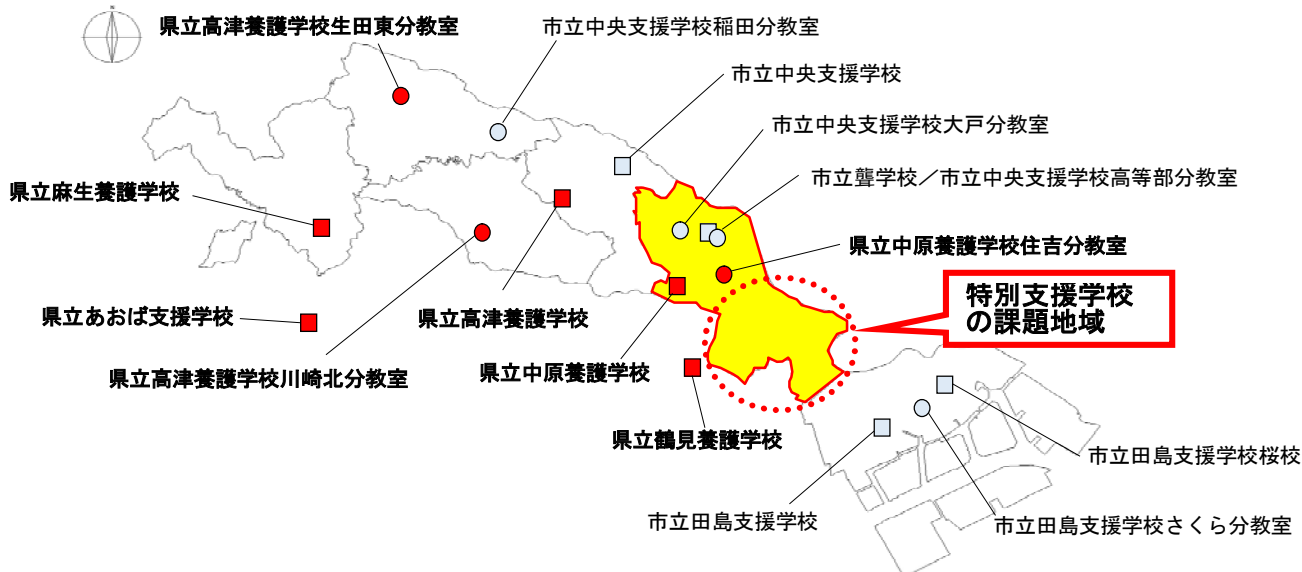 県立高津養護学校生田東分教室
市立中央支援学校稲田分教室
市立中央支援学校
市立中央支援学校大戸分教室
市立聾学校／市立中央支援学校高等部分教室
県立麻生養護学校
県立中原養護学校住吉分教室
特別支援学校
の課題地域
県立あおば支援学校
県立高津養護学校
県立高津養護学校川崎北分教室
県立中原養護学校
県立鶴見養護学校
市立田島支援学校桜校
市立田島支援学校
市立田島支援学校さくら分教室